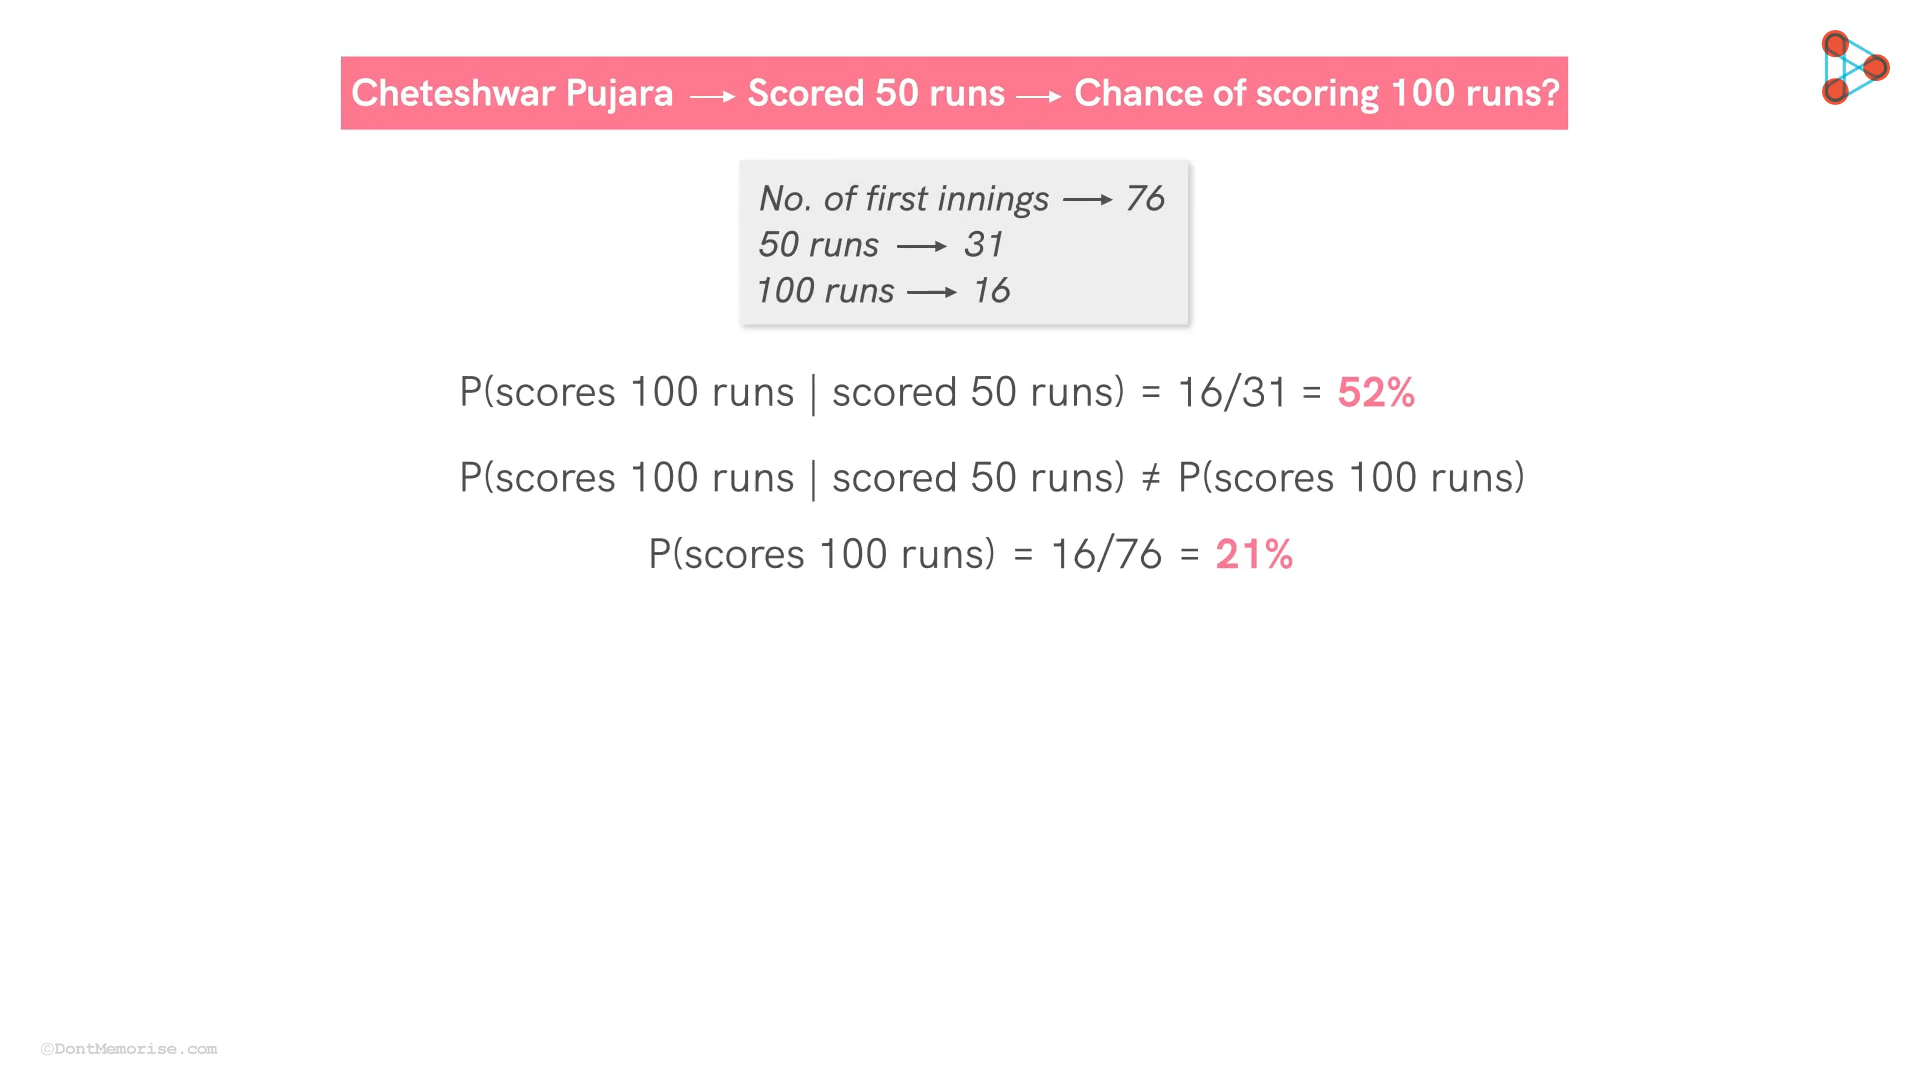 Cheteshwar Pujara → Scored 50 runs → Chance of scoring 100 runs?
No. of first innings → 76
50 runs → 31
100 runs → 16
P(scores 100 runs | scored 50 runs) = 16/31 = 52%
P(scores 100 runs | scored 50 runs) ≠ P(scores 100 runs)
P(scores 100 runs) = 16/76 = 21%
©DontMemorise.com